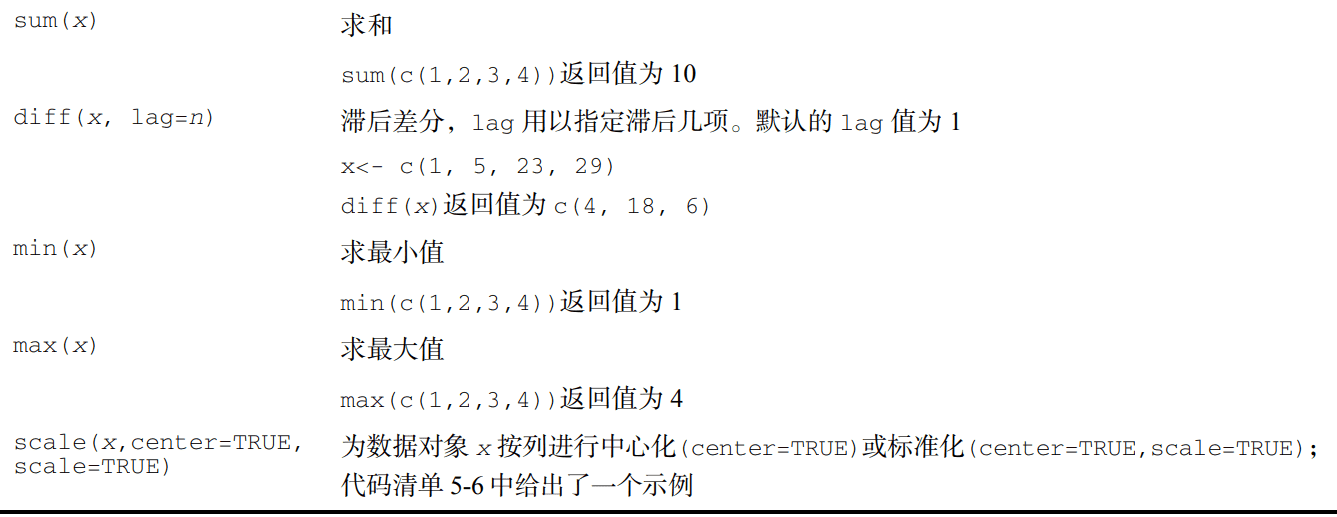 sum(x) 求和
sum(c(1,2,3,4))返回值为 10
diff(x, lag=n) 滞后差分，lag 用以指定滞后几项。默认的 lag 值为 1
x<- c(1, 5, 23, 29)
diff(x)返回值为 c(4, 18, 6)
min(x) 求最小值
min(c(1,2,3,4))返回值为 1
max(x) 求最大值
max(c(1,2,3,4))返回值为 4
scale(x,center=TRUE, 为数据对象 x 按列进行中心化(center=TRUE)或标准化(center=TRUE,scale=TRUE)；
scale=TRUE) 代码清单 5-6 中给出了一个示例